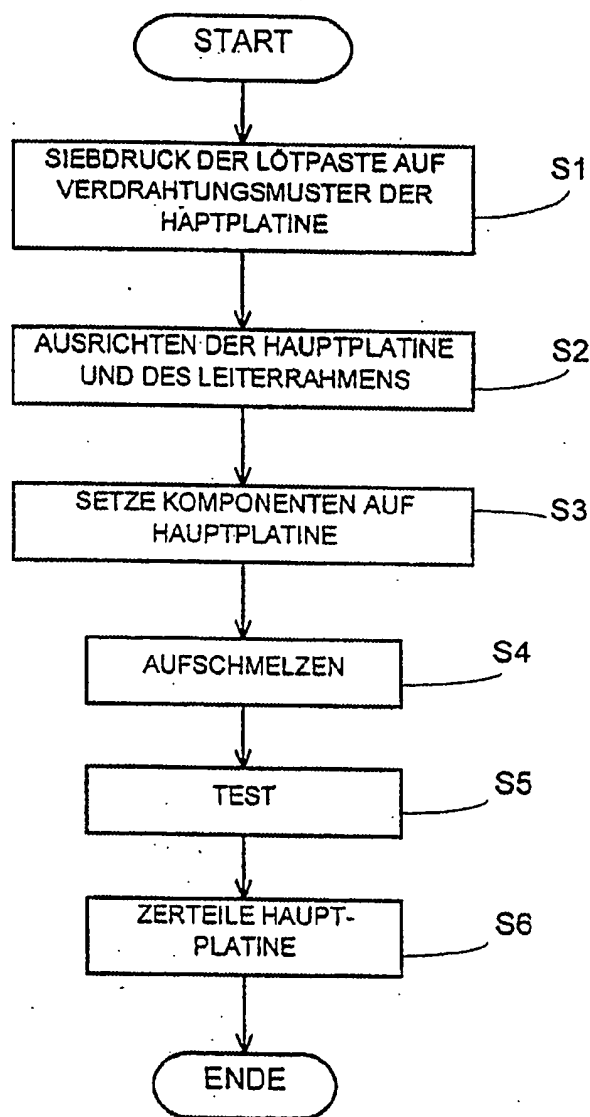 START
SIEBDRUCK DER LÖTPASTE AUF
VERDRAHTUNGSMUSTER DER
HAPTPLATINE
S1
AUSRICHTEN DER HAUPTPLATINE
UND DES LEITERRAHMENS
S2
SETZE KOMPONENTEN AUF
HAUPTPLATINE
S3
AUFSCHMELZEN
S4
TEST
S5
ZERTEILE HAUPT-
PLATINE
S6
ENDE